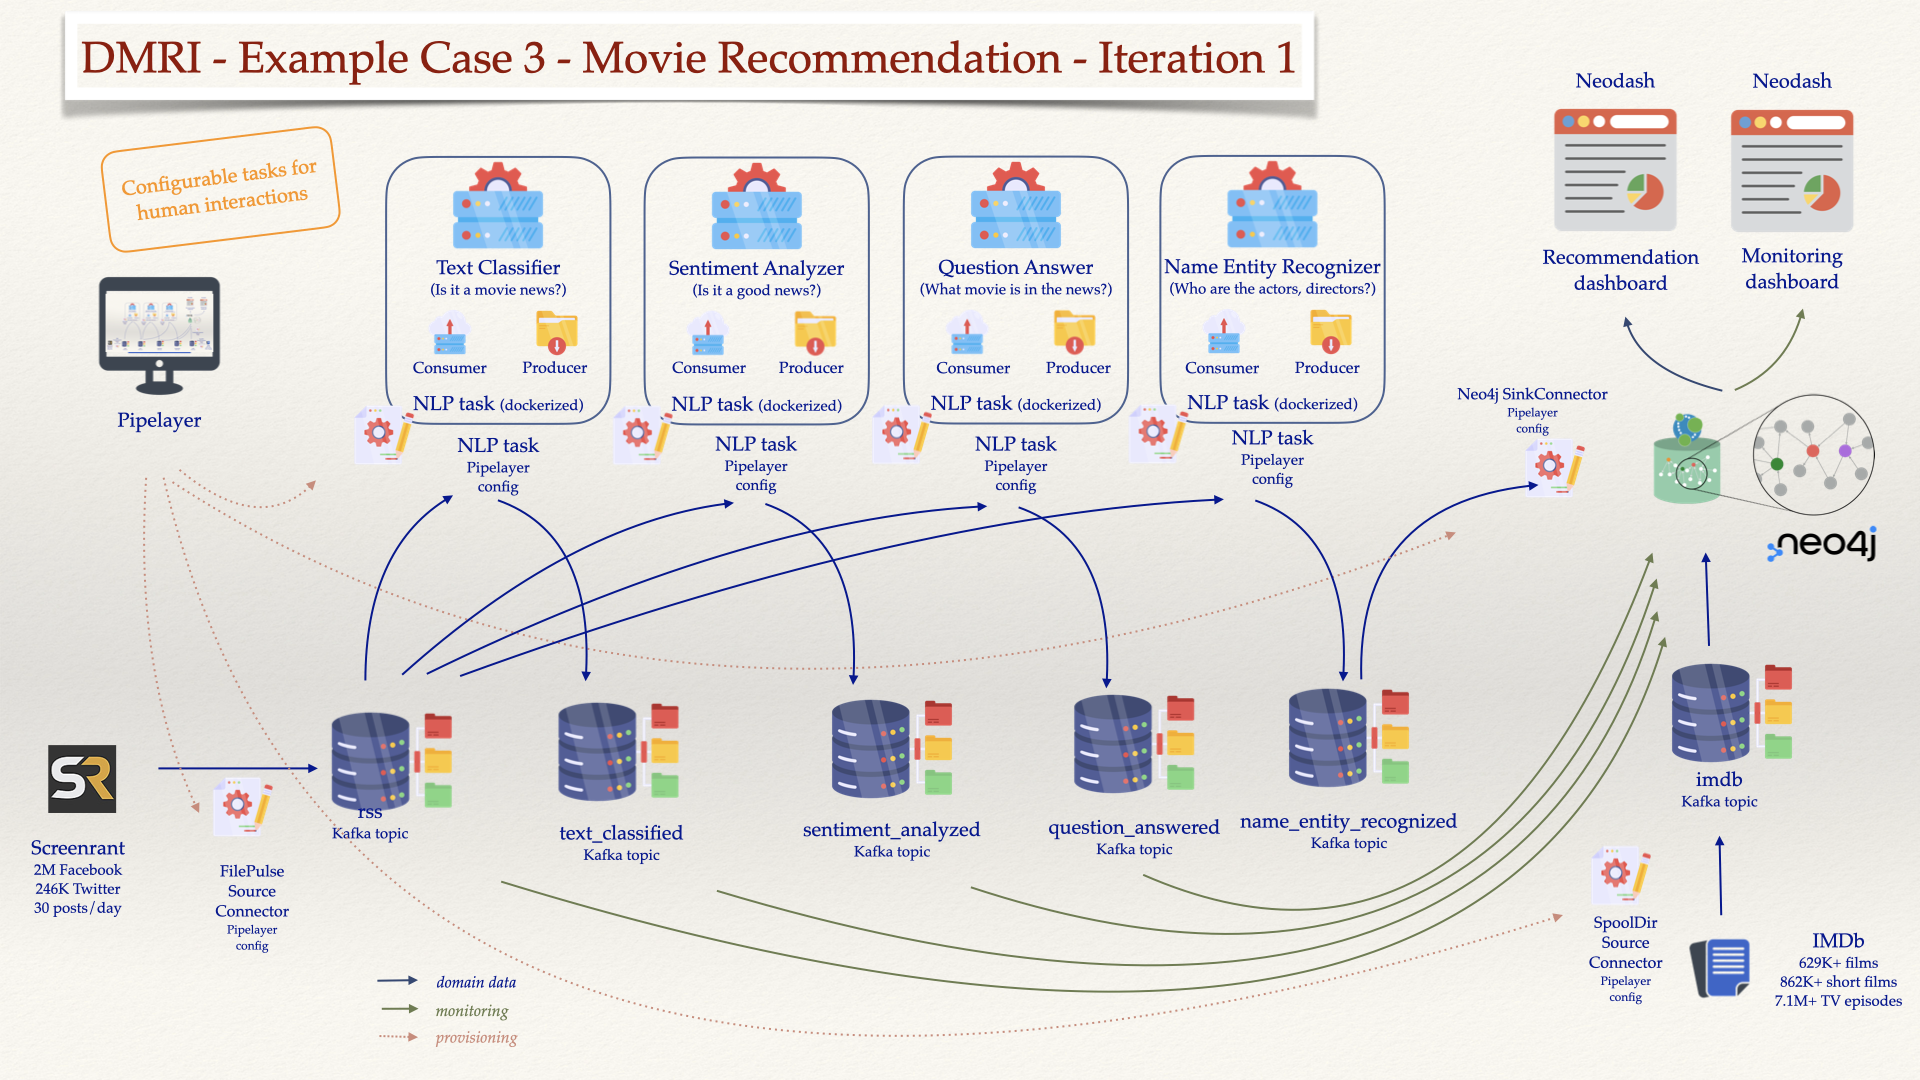 DMRI - Example Case 3 - Movie Recommendation - Iteration 1
Configurable tasks for
human interactions
Pipelayer
Text Classifier
(Is it a movie news?)
Consumer
Producer
NLP task (dockerized)
NLP task
Pipelayer
config
Sentiment Analyzer
(Is it a good news?)
Consumer
Producer
NLP task (dockerized)
NLP task
Pipelayer
config
Question Answer
(What movie is in the news?)
Consumer
Producer
NLP task (dockerized)
NLP task
Pipelayer
config
Name Entity Recognizer
(Who are the actors, directors?)
Consumer
Producer
NLP task (dockerized)
NLP task
Pipelayer
config
Neodash
Recommendation
dashboard
Neodash
Monitoring
dashboard
Neo4j SinkConnector
Pipelayer
config
neo4j
SR
Screenrant
2M Facebook
246K Twitter
30 posts/day
FilePulse
Source
Connector
Pipelayer
config
rss
Kafka topic
text_classified
Kafka topic
sentiment_analyzed
Kafka topic
question_answered
Kafka topic
name_entity_recognized
Kafka topic
imdb
Kafka topic
SpoolDir
Source
Connector
Pipelayer
config
IMDb
629K+ films
862K+ short films
7.1M+ TV episodes
domain data
monitoring
provisioning